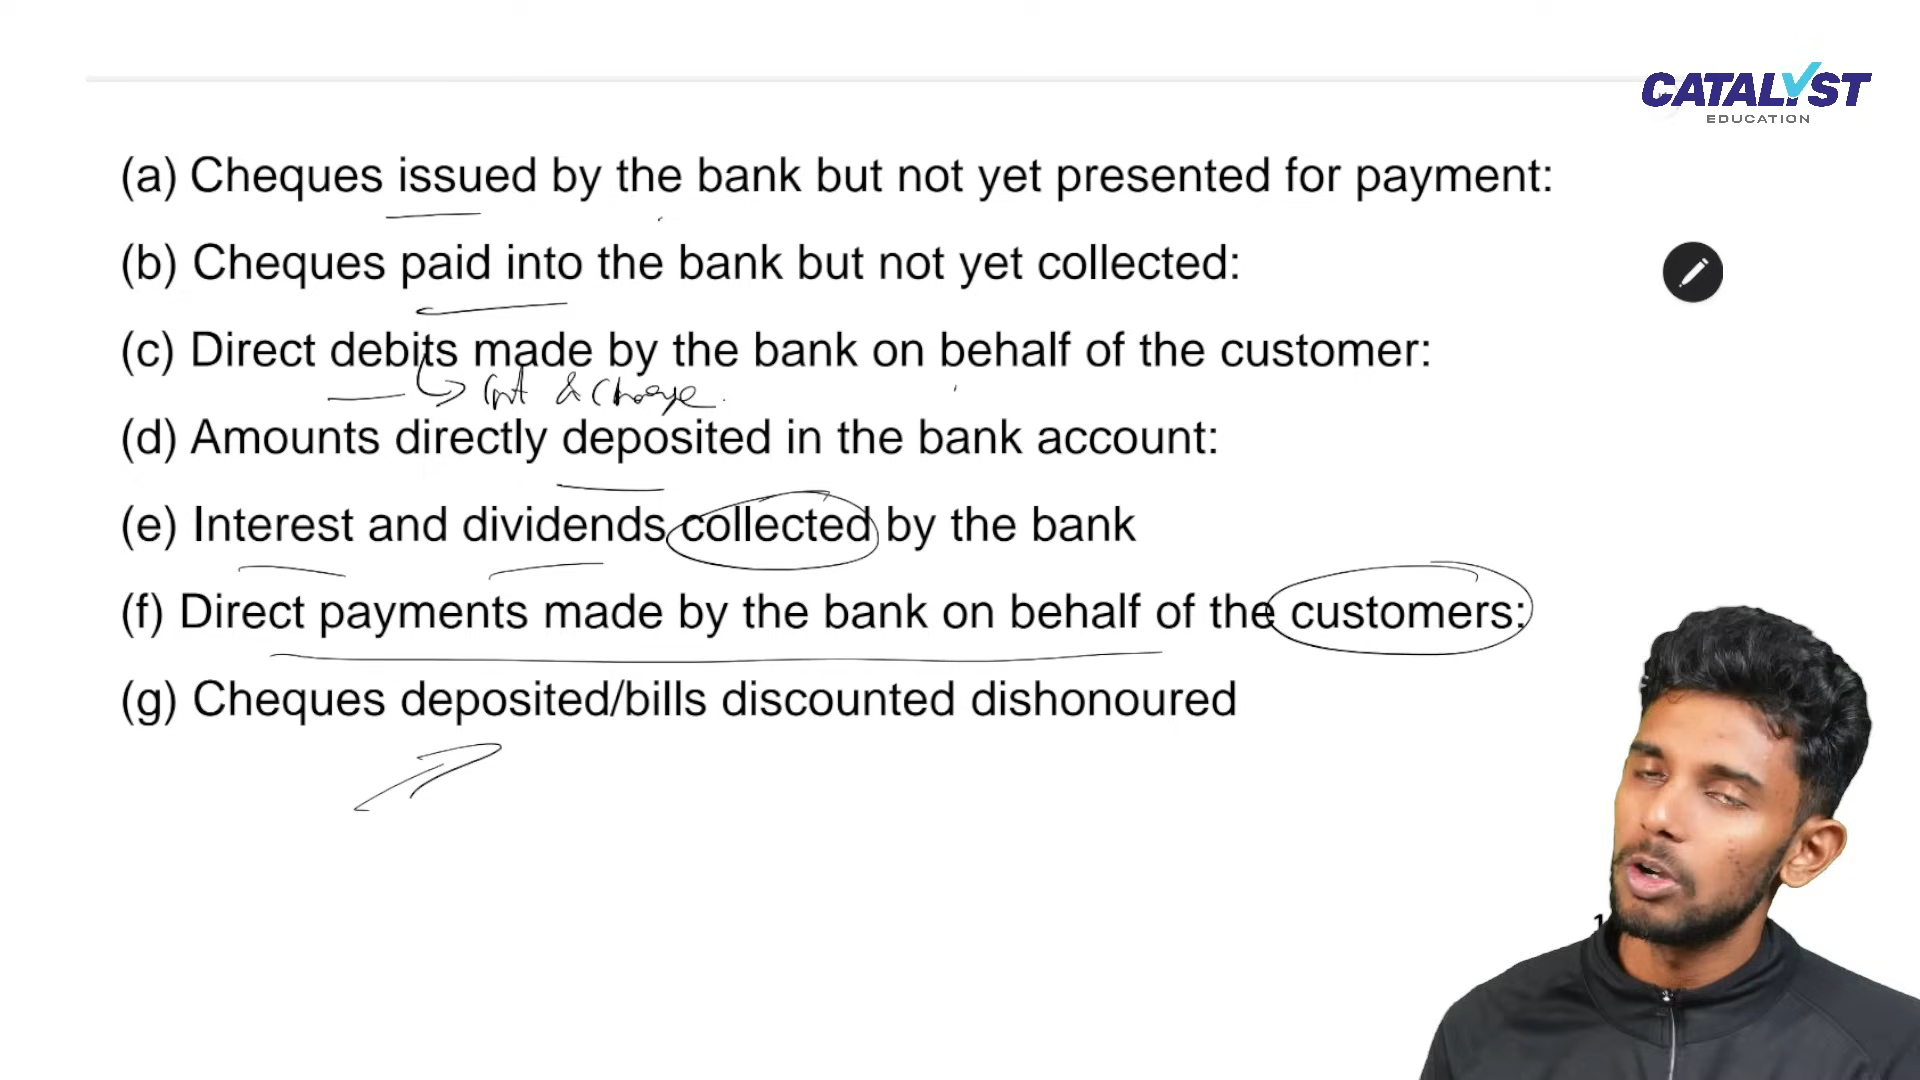 CATALYST
EDUCATION
(a) Cheques issued by the bank but not yet presented for payment:
(b) Cheques paid into the bank but not yet collected:
(c) Direct debits made by the bank on behalf of the customer:
& charge
(d) Amounts directly deposited in the bank account:
(e) Interest and dividends collected by the bank
(f) Direct payments made by the bank on behalf of the customers:
(g) Cheques deposited/bills discounted dishonoured